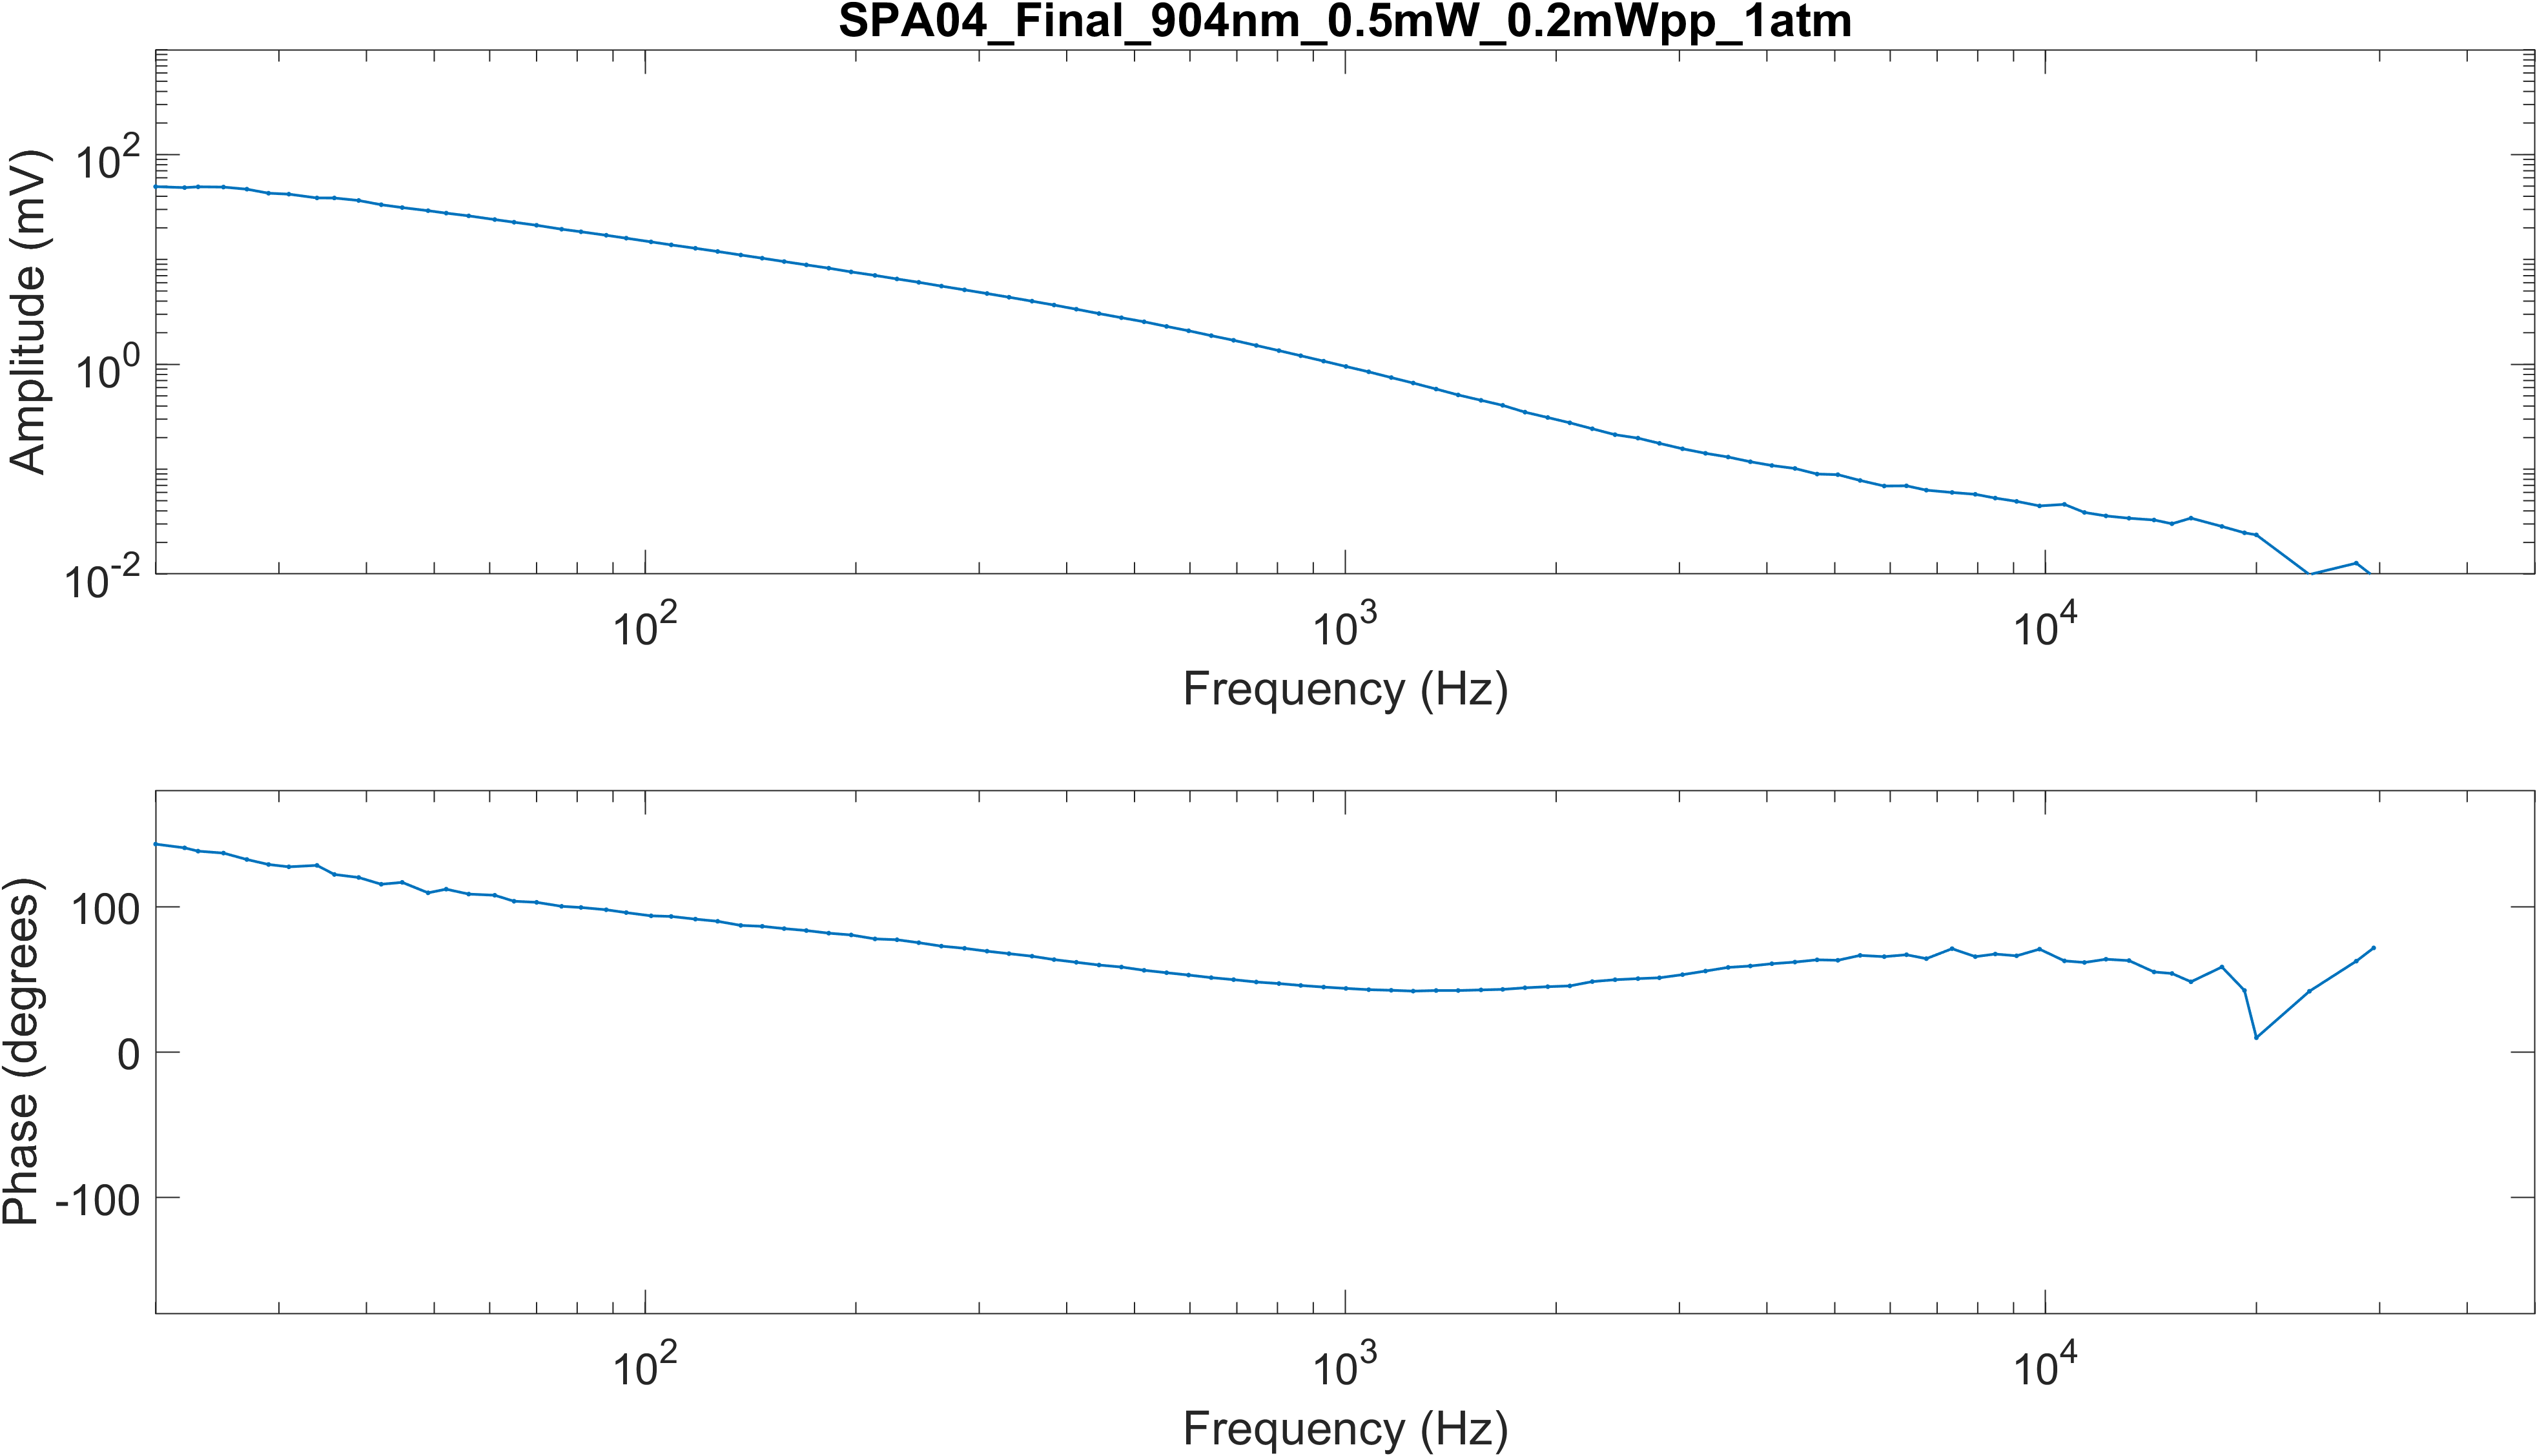 SPA04_Final_904nm_0.5mW_0.2mWpp_1atm
Amplitude (mV)
10^2
10^0
10^-2
10^2 10^3 10^4
Frequency (Hz)
Phase (degrees)
100
0
-100
10^2 10^3 10^4
Frequency (Hz)